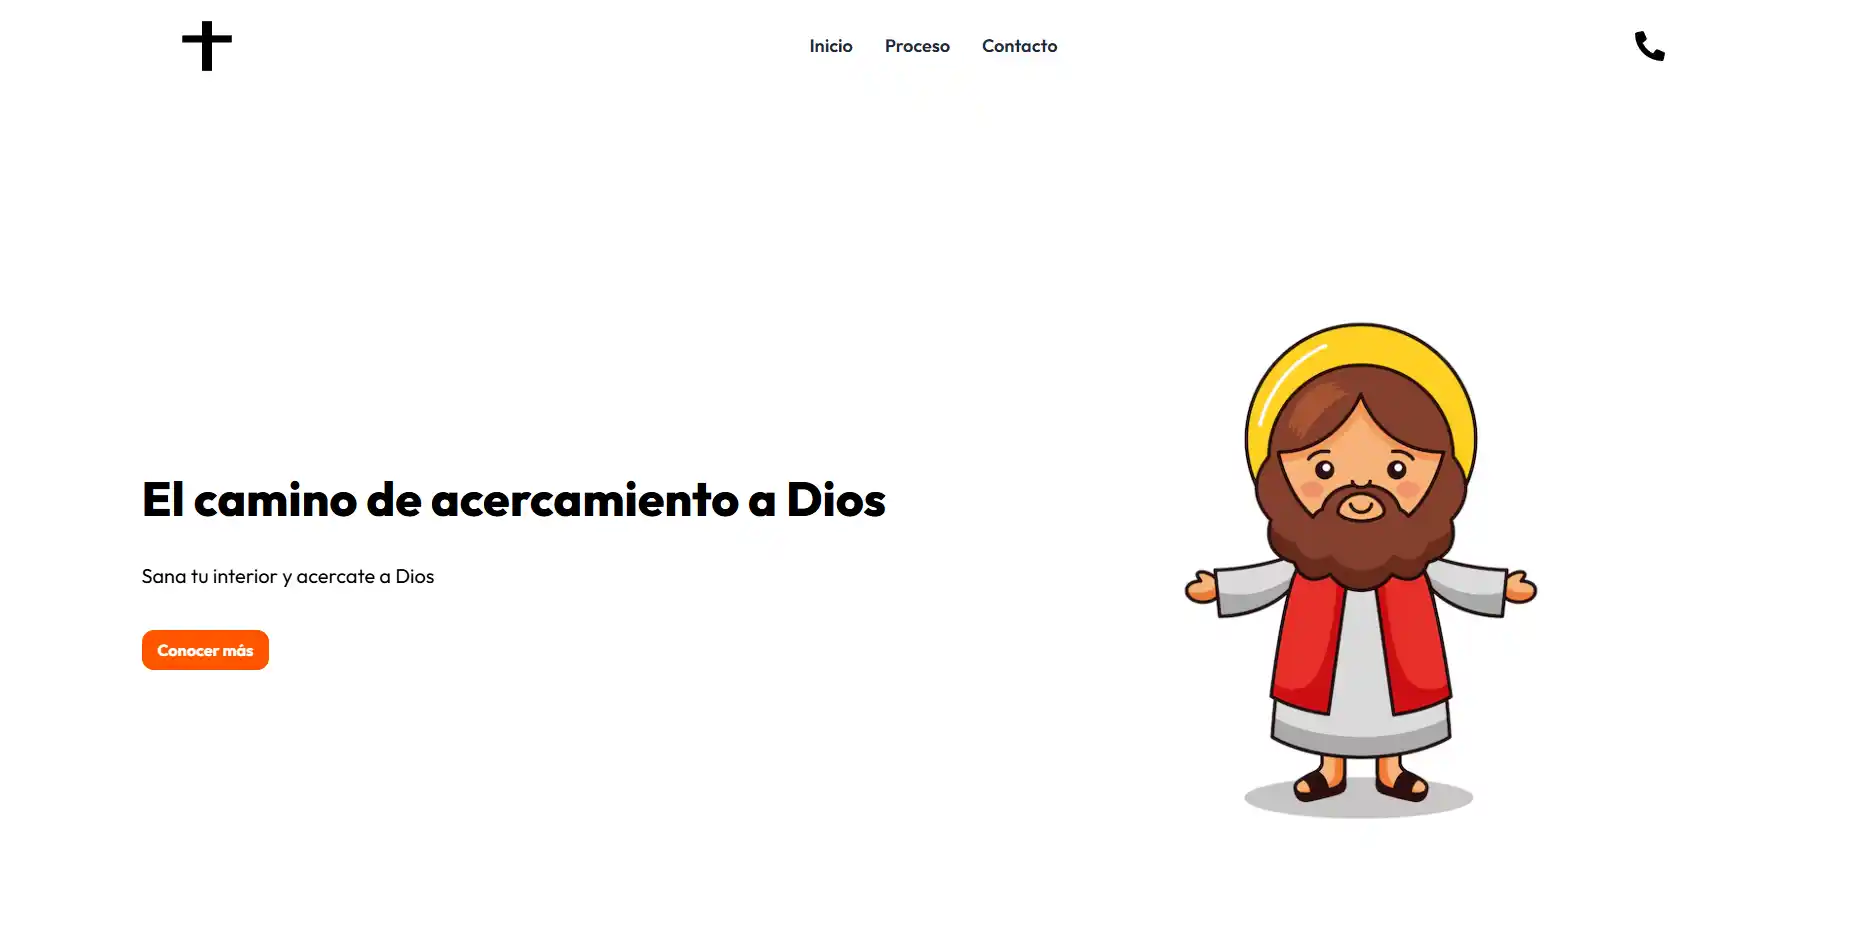 Inicio
Proceso
Contacto
El camino de acercamiento a Dios
Sana tu interior y acercate a Dios
Conocer más